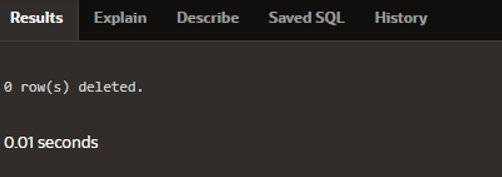 Results Explain Describe Saved SQL History
0 row(s) deleted.
0.01 seconds